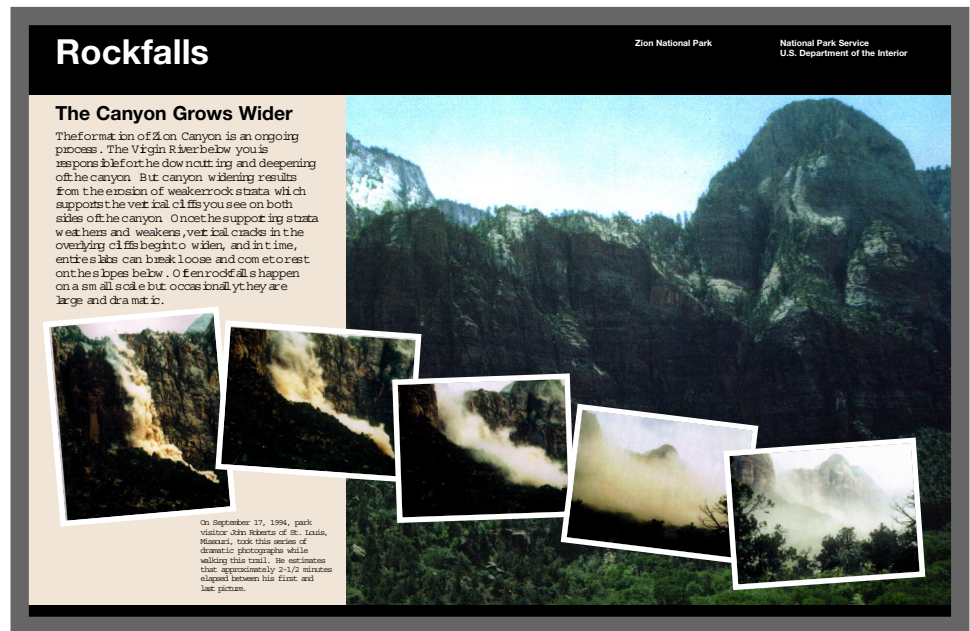 Rockfalls
Zion National Park
National Park Service
U.S. Department of the Interior
The Canyon Grows Wider
The formation of Zion Canyon is an ongoing
process. The Virgin River below you is
responsible for the downcutting and deepening
of the canyon. But canyon widening results
from the erosion of weaker rock strata which
supports the vertical cliffs you see on both
sides of the canyon. Once the supporting strata
weathers and weakens, vertical cracks in the
overlying cliffs begin to widen, and in time,
entire slabs can break loose and come to rest
on the slopes below. Often rockfalls happen
on a small scale but occasionally they are
large and dramatic.
On September 17, 1994, park
visitor John Roberts of St. Louis,
Missouri, took this series of
dramatic photographs while
walking this trail. He estimates
that approximately 2-1/2 minutes
elapsed between his first and
last picture.